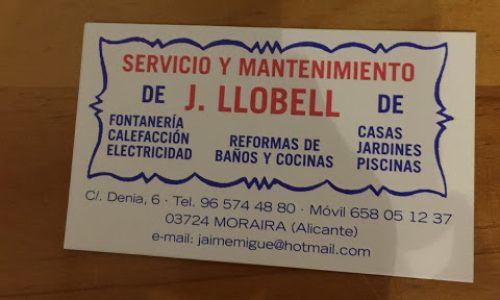 SERVICIO Y MANTENIMIENTO
DE J. LLOBELL DE
FONTANERÍA
CALEFACCIÓN
ELECTRICIDAD
REFORMAS DE
BAÑOS Y COCINAS
CASAS
JARDINES
PISCINAS
C/. Denia, 6 · Tel. 96 574 48 80 · Móvil 658 05 12 37
03724 MORAIRA (Alicante)
e-mail: jaimemigue@hotmail.com